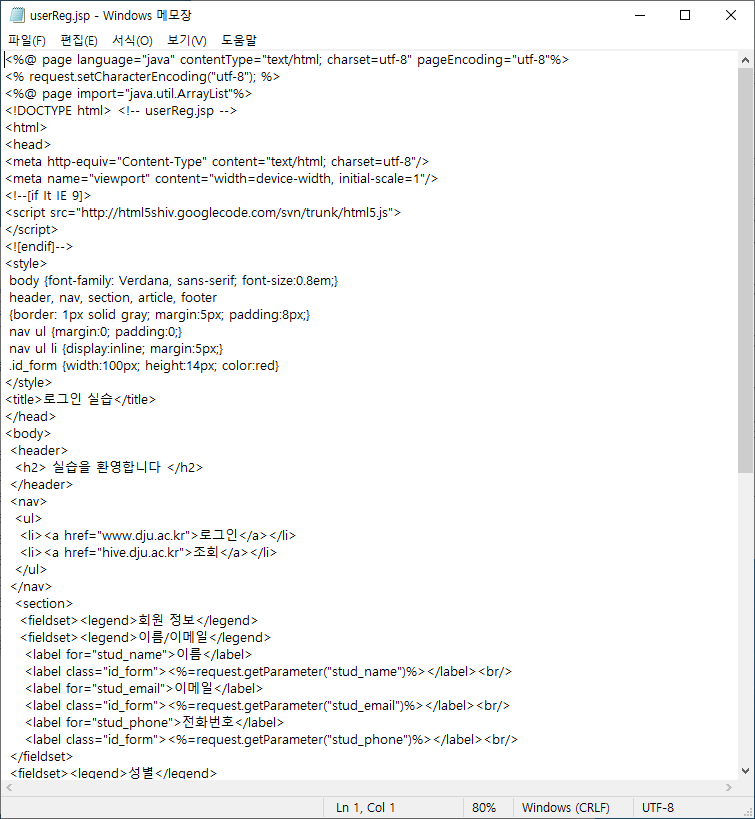 userReg.jsp - Windows 메모장
파일(F) 편집(E) 서식(O) 보기(V) 도움말
<%@ page language="java" contentType="text/html; charset=utf-8" pageEncoding="utf-8"%>
<% request.setCharacterEncoding("utf-8"); %>
<%@ page import="java.util.ArrayList"%>
<!DOCTYPE html> <!-- userReg.jsp -->
<html>
<head>
<meta http-equiv="Content-Type" content="text/html; charset=utf-8"/>
<meta name="viewport" content="width=device-width, initial-scale=1"/>
<!--[if lt IE 9]>
<script src="http://html5shiv.googlecode.com/svn/trunk/html5.js">
</script>
<![endif]-->
<style>
 body {font-family: Verdana, sans-serif; font-size:0.8em;}
 header, nav, section, article, footer
 {border: 1px solid gray; margin:5px; padding:8px;}
 nav ul {margin:0; padding:0;}
 nav ul li {display:inline; margin:5px;}
 .id_form {width:100px; height:14px; color:red}
</style>
<title>로그인 실습</title>
</head>
<body>
 <header>
  <h2> 실습을 환영합니다 </h2>
 </header>
 <nav>
  <ul>
   <li><a href="www.dju.ac.kr">로그인</a></li>
   <li><a href="hive.dju.ac.kr">조회</a></li>
  </ul>
 </nav>
  <section>
   <fieldset><legend>회원 정보</legend>
   <fieldset><legend>이름/이메일</legend>
    <label for="stud_name">이름</label>
    <label class="id_form"><%=request.getParameter("stud_name")%></label><br/>
    <label for="stud_email">이메일</label>
    <label class="id_form"><%=request.getParameter("stud_email")%></label><br/>
    <label for="stud_phone">전화번호</label>
    <label class="id_form"><%=request.getParameter("stud_phone")%></label><br/>
 </fieldset>
 <fieldset><legend>성별</legend>
Ln 1, Col 1 80% Windows (CRLF) UTF-8